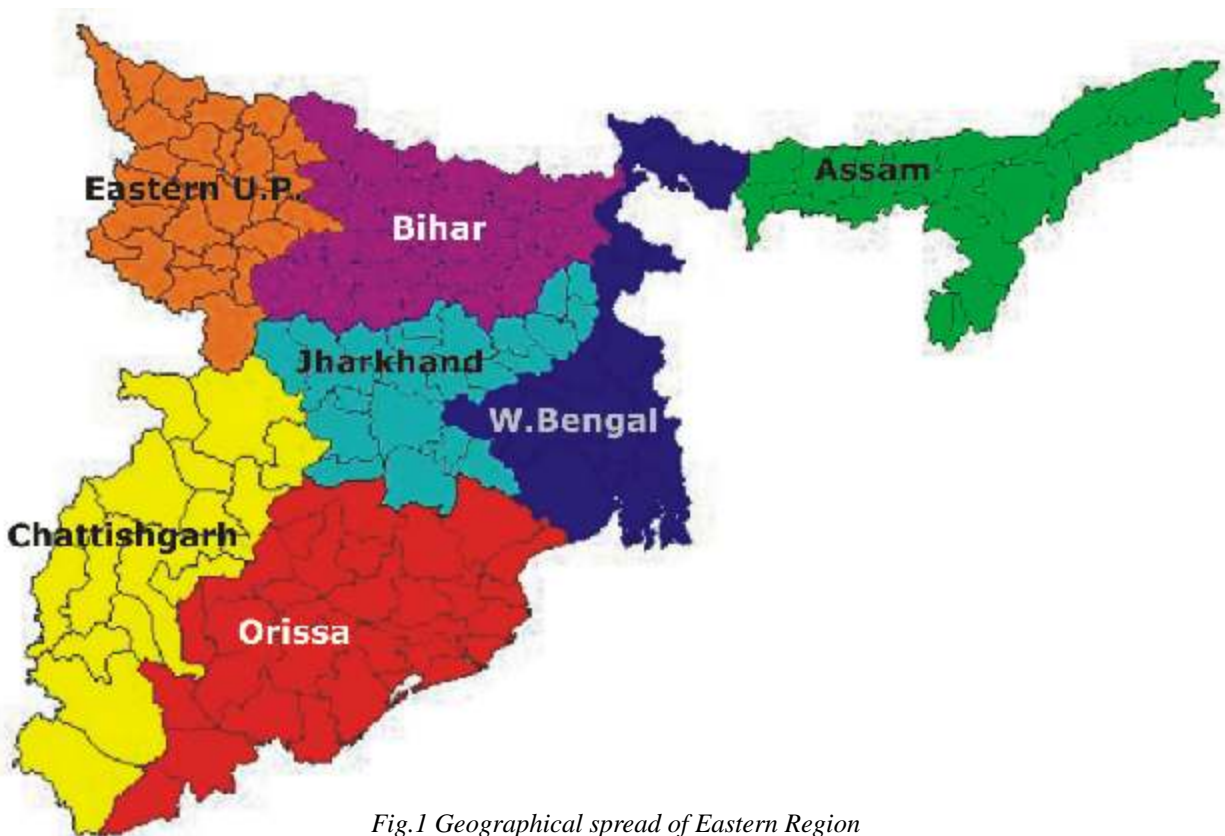 Eastern U.P.
Bihar
Assam
Jharkhand
W.Bengal
Chattishgarh
Orissa
Fig.1 Geographical spread of Eastern Region